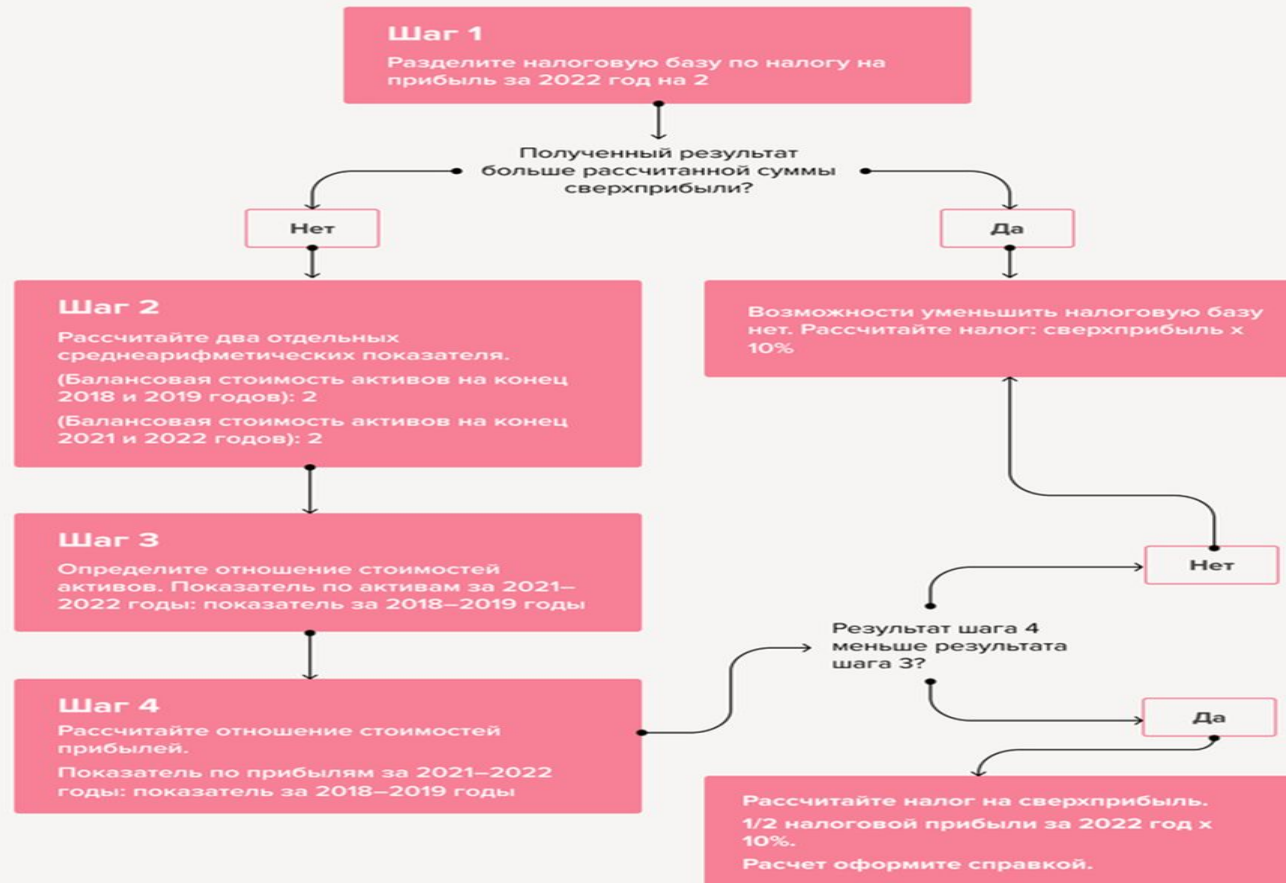 Шаг 1
Разделите налоговую базу по налогу на
прибыль за 2022 год на 2
Полученный результат
больше рассчитанной суммы
сверхприбыли?
Нет
Да
Шаг 2
Рассчитайте два отдельных
среднеарифметических показателя.
(Балансовая стоимость активов на конец
2018 и 2019 годов): 2
(Балансовая стоимость активов на конец
2021 и 2022 годов): 2
Возможности уменьшить налоговую базу
нет. Рассчитайте налог: сверхприбыль х
10%
Шаг 3
Определите отношение стоимостей
активов. Показатель по активам за 2021–
2022 годы: показатель за 2018–2019 годы
Нет
Результат шага 4
меньше результата
шага 3?
Шаг 4
Рассчитайте отношение стоимостей
прибылей.
Показатель по прибылям за 2021–2022
годы: показатель за 2018–2019 годы
Да
Рассчитайте налог на сверхприбыль.
1/2 налоговой прибыли за 2022 год х
10%.
Расчет оформите справкой.